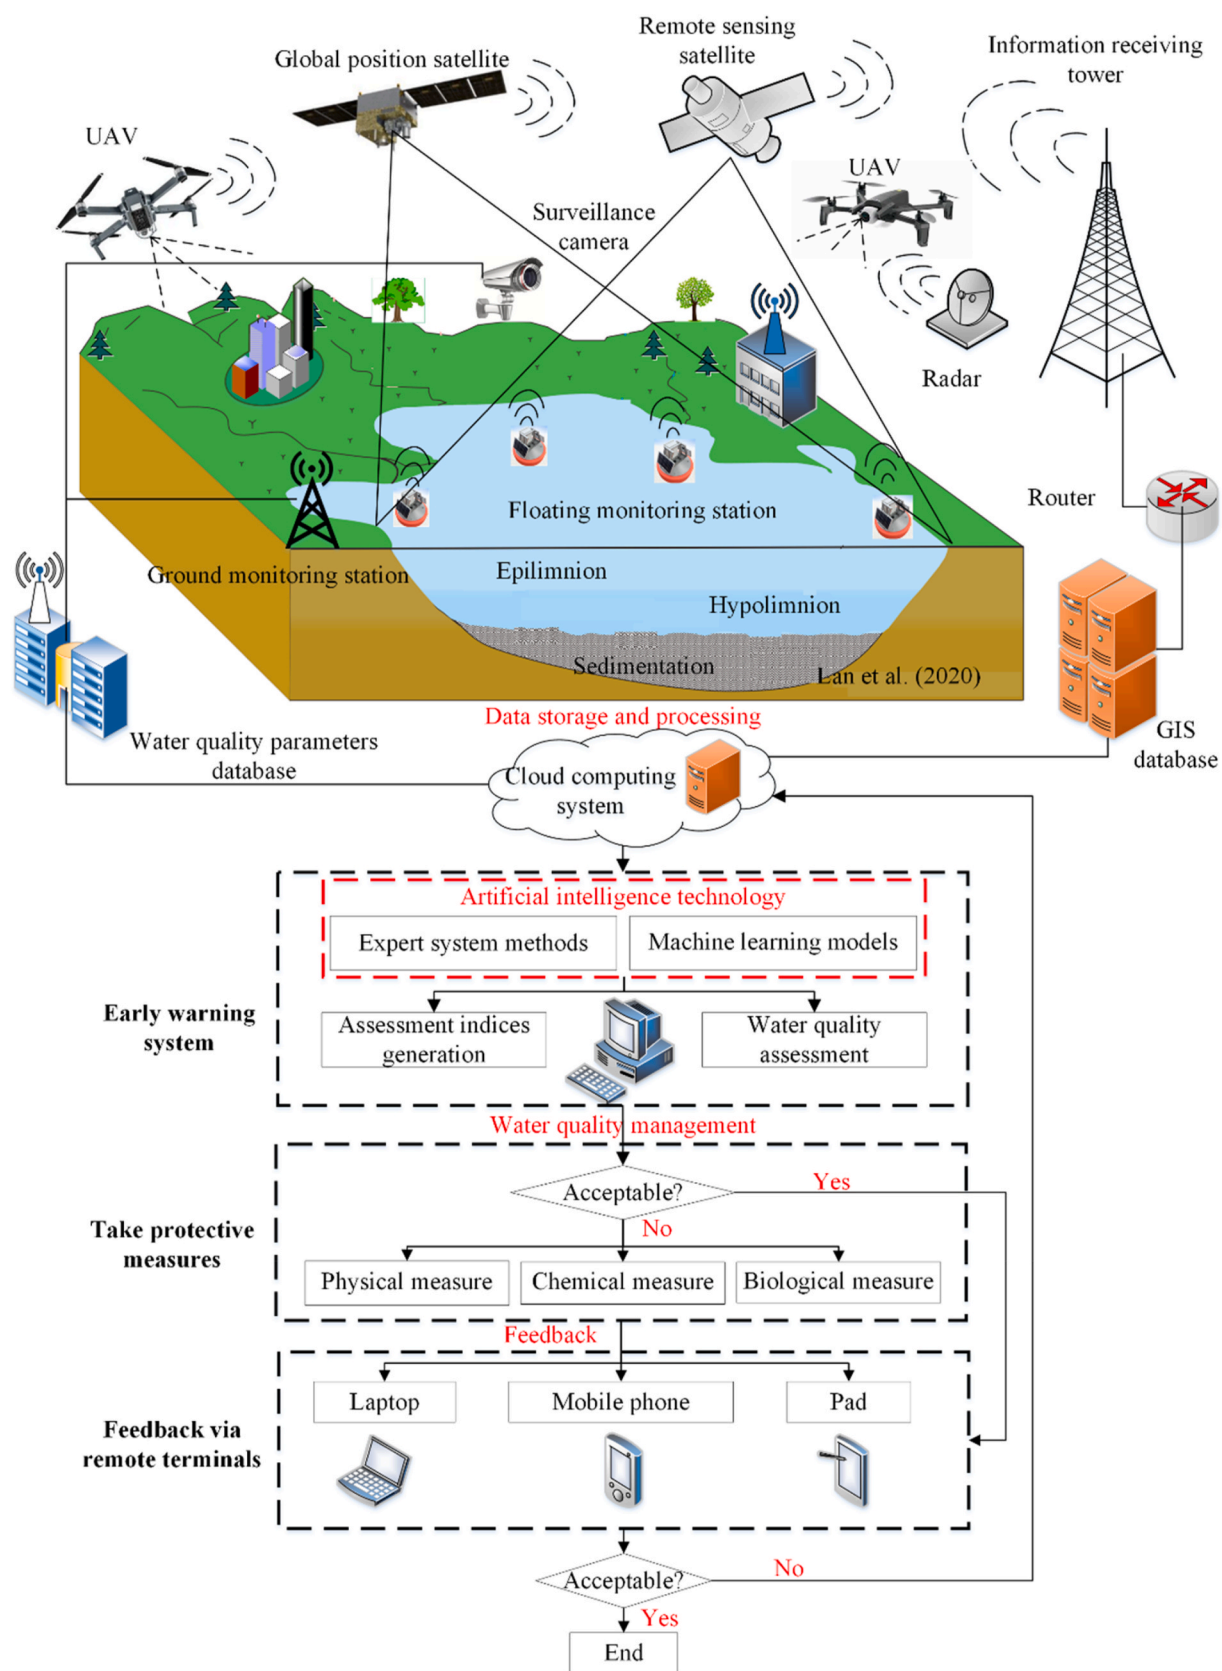 Remote sensing
satellite
Information receiving
tower
Global position satellite
UAV
UAV
Surveillance
camera
Radar
Router
Floating monitoring station
Ground monitoring station
Epilimnion
Hypolimnion
Sedimentation
Lan et al. (2020)
Data storage and processing
Water quality parameters
database
GIS
database
Cloud computing
system
Artificial intelligence technology
Expert system methods
Machine learning models
Early warning
system
Assessment indices
generation
Water quality
assessment
Water quality management
Acceptable?
Yes
No
Take protective
measures
Physical measure
Chemical measure
Biological measure
Feedback
Laptop
Mobile phone
Pad
Feedback via
remote terminals
Acceptable?
No
Yes
End